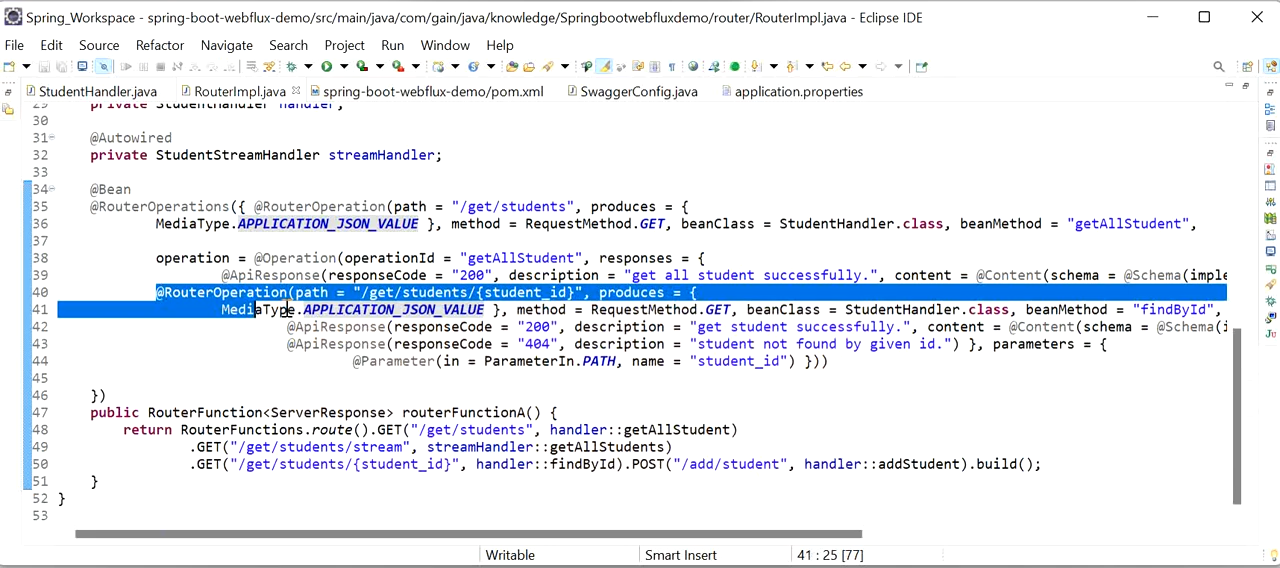 Spring_Workspace - spring-boot-webflux-demo/src/main/java/com/gain/java/knowledge/Springbootwebfluxdemo/router/RouterImpl.java - Eclipse IDE
File Edit Source Refactor Navigate Search Project Run Window Help
StudentHandler.java RouterImpl.java spring-boot-webflux-demo/pom.xml SwaggerConfig.java application.properties
29 private StudentHandler handler;
30
31 @Autowired
32 private StudentStreamHandler streamHandler;
33
34 @Bean
35 @RouterOperations({ @RouterOperation(path = "/get/students", produces = {
36 MediaType.APPLICATION_JSON_VALUE }, method = RequestMethod.GET, beanClass = StudentHandler.class, beanMethod = "getAllStudent",
37
38 operation = @Operation(operationId = "getAllStudent", responses = {
39 @ApiResponse(responseCode = "200", description = "get all student successfully.", content = @Content(schema = @Schema(imple
40 @RouterOperation(path = "/get/students/{student_id}", produces = {
41 MediaType.APPLICATION_JSON_VALUE }, method = RequestMethod.GET, beanClass = StudentHandler.class, beanMethod = "findById",
42 @ApiResponse(responseCode = "200", description = "get student successfully.", content = @Content(schema = @Schema(i
43 @ApiResponse(responseCode = "404", description = "student not found by given id.") }, parameters = {
44 @Parameter(in = ParameterIn.PATH, name = "student_id") }))
45
46 })
47 public RouterFunction<ServerResponse> routerFunctionA() {
48 return RouterFunctions.route().GET("/get/students", handler::getAllStudent)
49 .GET("/get/students/stream", streamHandler::getAllStudents)
50 .GET("/get/students/{student_id}", handler::findById).POST("/add/student", handler::addStudent).build();
51 }
52 }
53
Writable Smart Insert 41 : 25 [77]